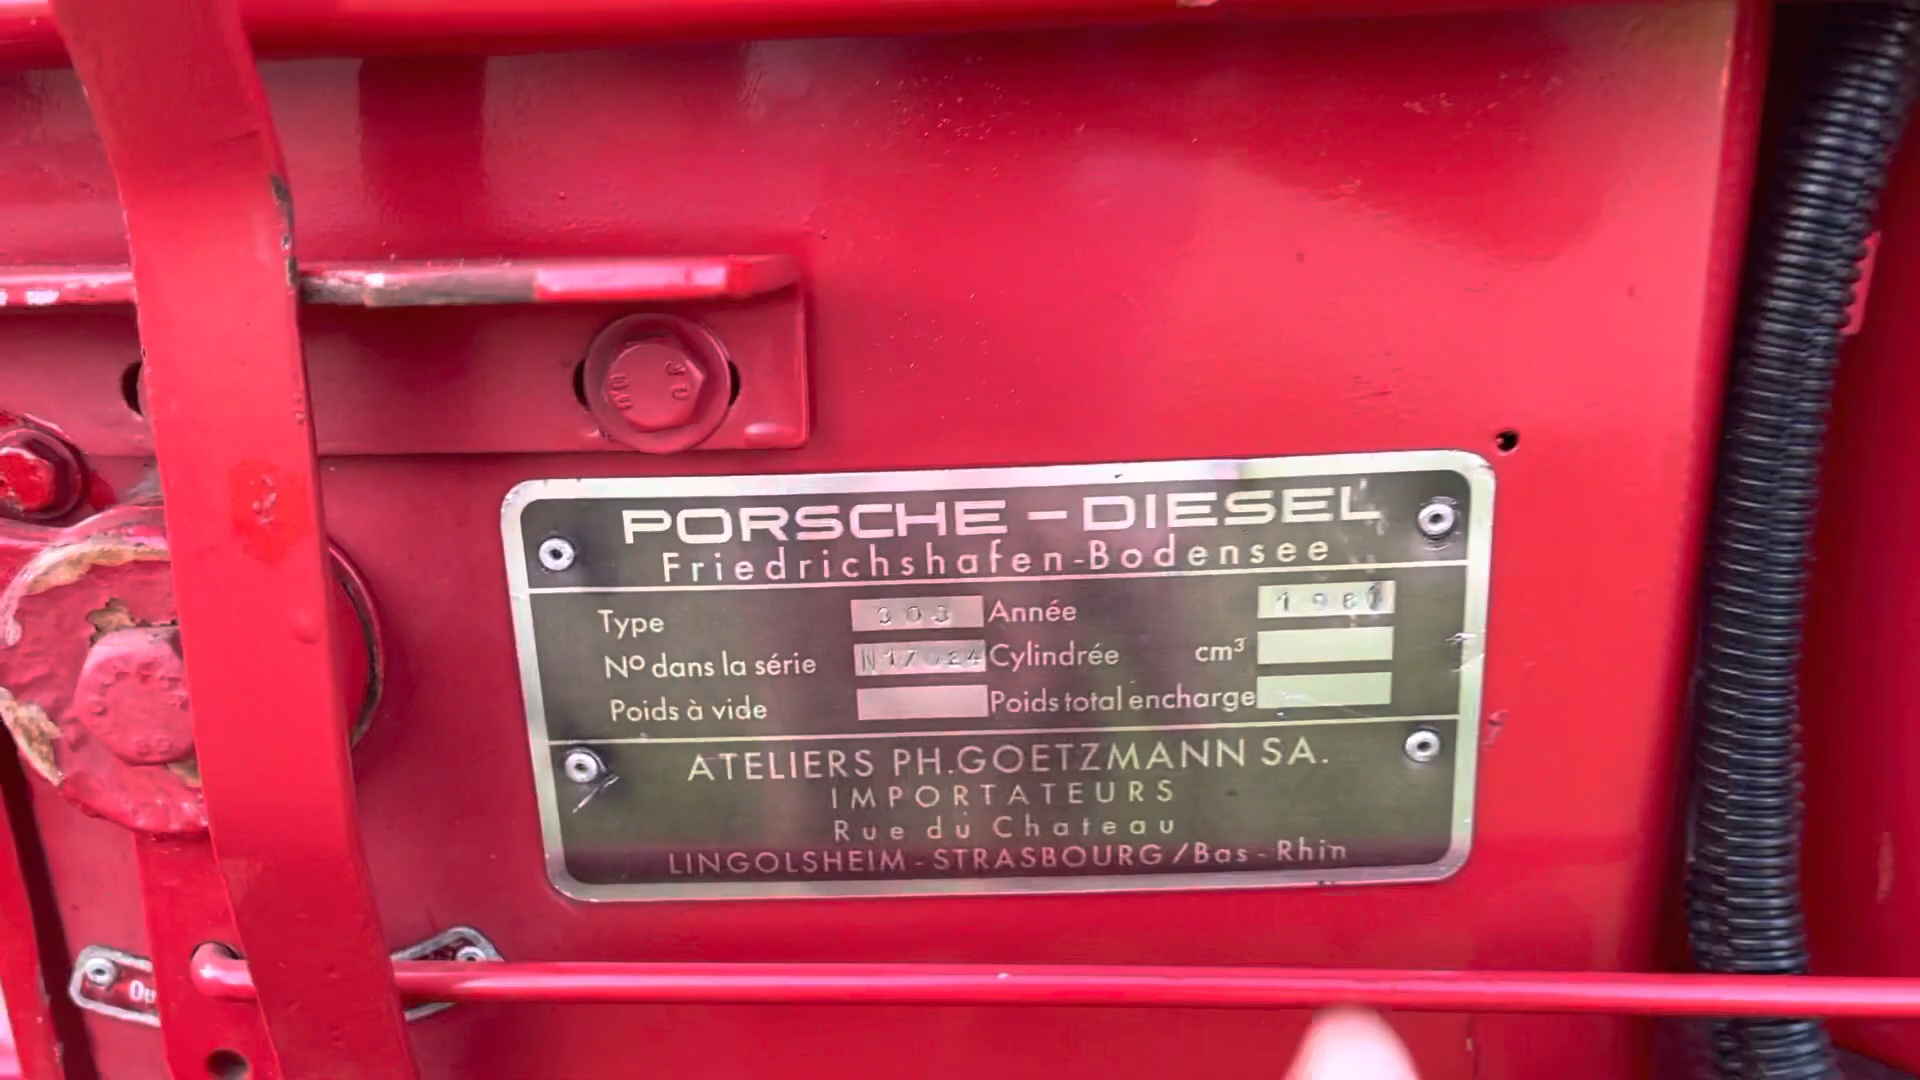 PORSCHE-DIESEL
Friedrichshafen-Bodensee
Type 308 Année
Nº dans la série Cylindrée cm³
Poids à vide Poids total encharge
ATELIERS PH.GOETZMANN SA.
IMPORTATEURS
Rue du Chateau
LINGOLSHEIM-STRASBOURG/Bas-Rhin